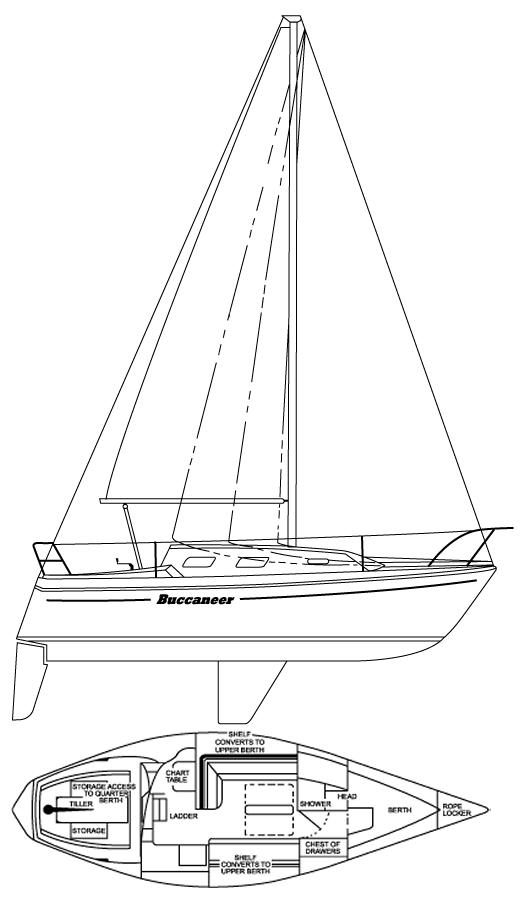 Buccaneer
SHELF
CONVERTS TO
UPPER BERTH
CHART
TABLE
STORAGE ACCESS
TO QUARTER
BERTH
TILLER
STORAGE
LADDER
SHOWER
HEAD
BERTH
ROPE
LOCKER
CHEST OF
DRAWERS
SHELF
CONVERTS TO
UPPER BERTH